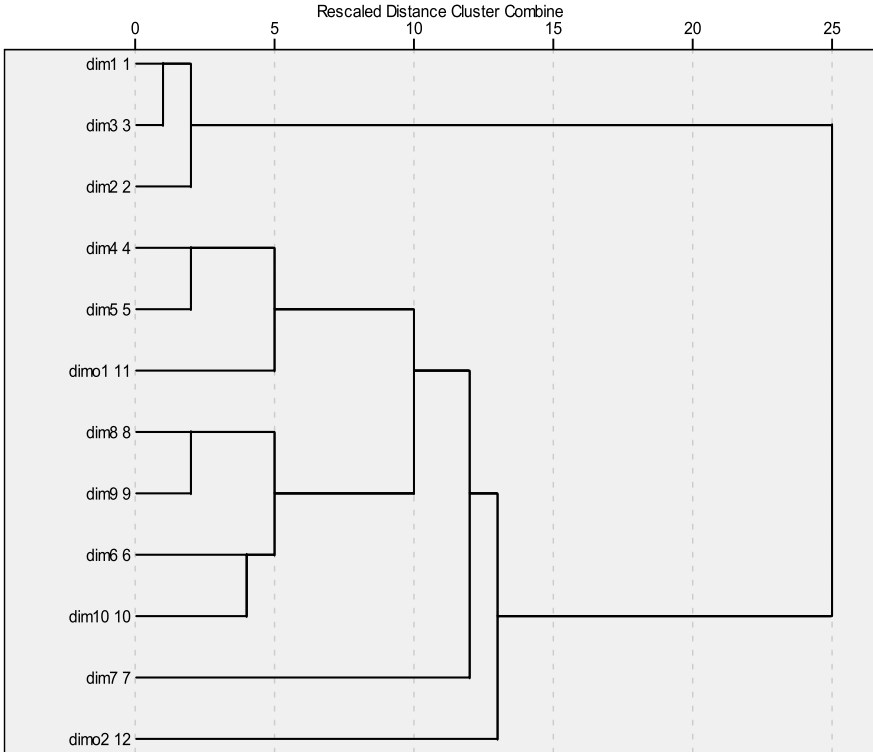 Rescaled Distance Cluster Combine
0 5 10 15 20 25
dim1 1
dim3 3
dim2 2
dim4 4
dim5 5
dimo1 11
dim8 8
dim9 9
dim6 6
dim10 10
dim7 7
dimo2 12